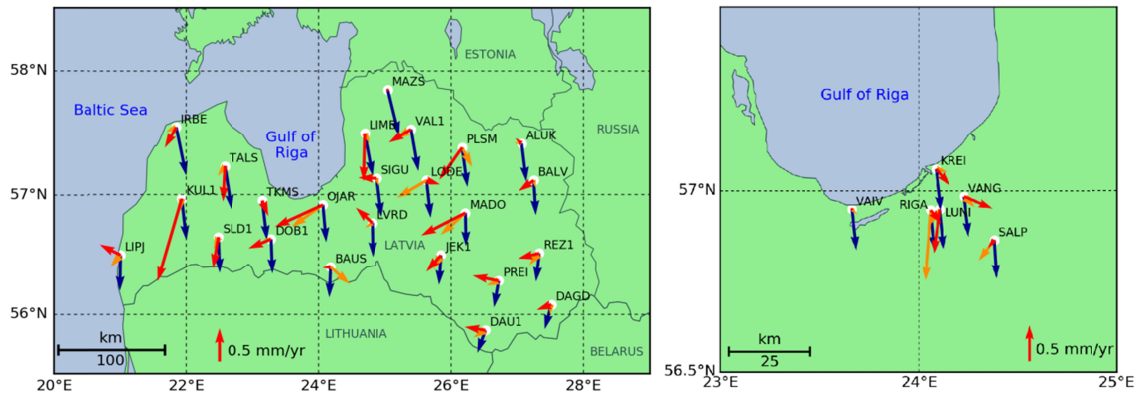 58°N
57°N
56°N
20°E
22°E
24°E
26°E
28°E
Baltic Sea
Gulf of
Riga
ESTONIA
RUSSIA
LATVIA
LITHUANIA
BELARUS
MAZS
IRBE
LIMB
VAL1
PLSM
ALUK
TALS
SIGU
LODE
BALV
KUL1
TKMS
OJAR
LVRD
MADO
SLD1
DOB1
LIPJ
BAUS
JEK1
REZ1
PREI
DAGD
DAU1
km
100
0.5 mm/yr
Gulf of Riga
KREI
VANG
VAIV
RIGA
LUNI
SALP
57°N
56.5°N
23°E
24°E
25°E
km
25
0.5 mm/yr